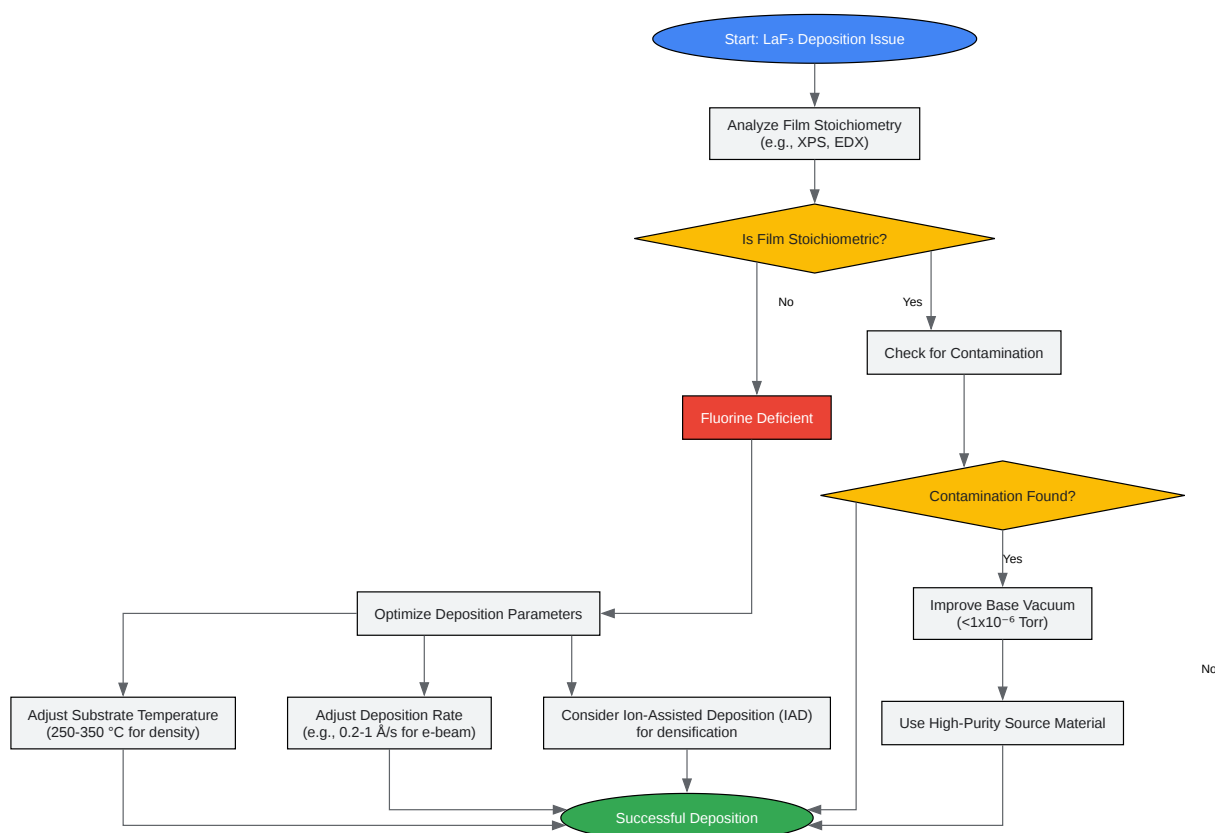 Start: LaF₃ Deposition Issue
Analyze Film Stoichiometry
(e.g., XPS, EDX)
Is Film Stoichiometric?
No
Yes
Check for Contamination
Fluorine Deficient
Contamination Found?
Yes
Optimize Deposition Parameters
Improve Base Vacuum
(<1x10⁻⁶ Torr)
No
Adjust Substrate Temperature
(250-350 °C for density)
Adjust Deposition Rate
(e.g., 0.2-1 Å/s for e-beam)
Consider Ion-Assisted Deposition (IAD)
for densification
Use High-Purity Source Material
Successful Deposition